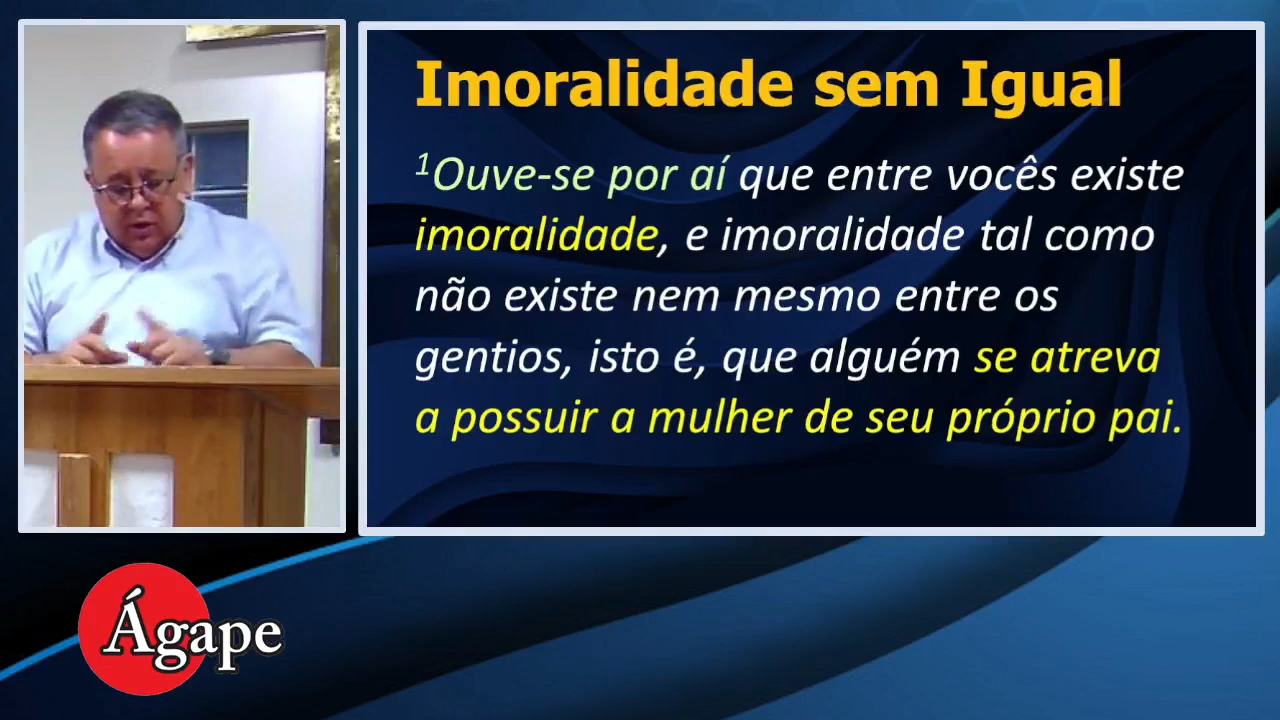 Imoralidade sem Igual
¹Ouve-se por aí que entre vocês existe
imoralidade, e imoralidade tal como
não existe nem mesmo entre os
gentios, isto é, que alguém se atreva
a possuir a mulher de seu próprio pai.
Ágape